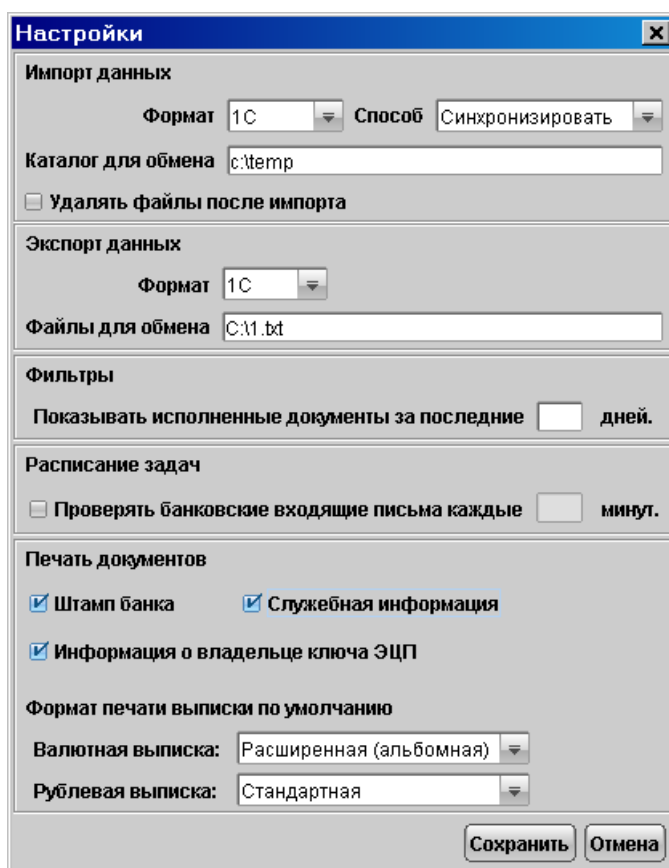 Настройки
Импорт данных
Формат 1С Способ Синхронизировать
Каталог для обмена c:\temp
Удалять файлы после импорта
Экспорт данных
Формат 1С
Файлы для обмена C:\1.txt
Фильтры
Показывать исполненные документы за последние дней.
Расписание задач
Проверять банковские входящие письма каждые минут.
Печать документов
Штамп банка Служебная информация
Информация о владельце ключа ЭЦП
Формат печати выписки по умолчанию
Валютная выписка: Расширенная (альбомная)
Рублевая выписка: Стандартная
Сохранить Отмена